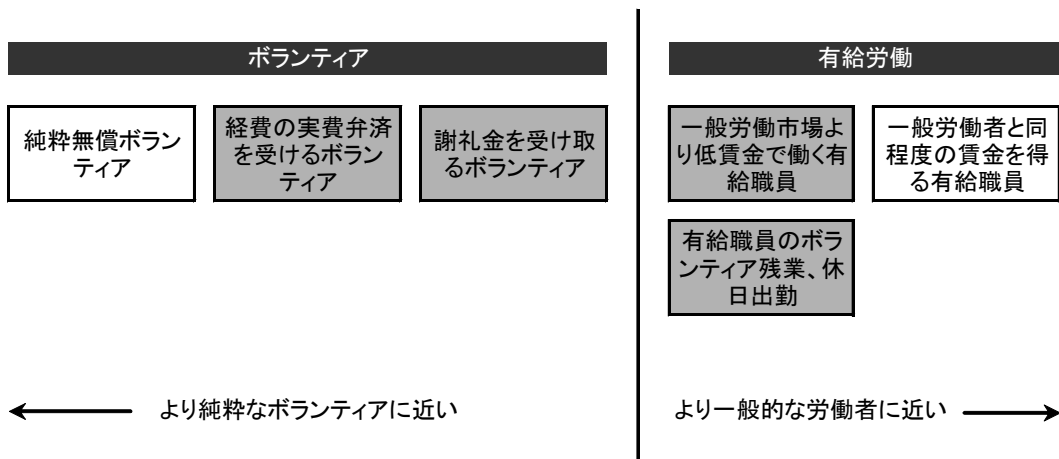 ボランティア
有給労働
純粋無償ボラン
ティア
経費の実費弁済
を受けるボラン
ティア
謝礼金を受け取
るボランティア
一般労働市場よ
り低賃金で働く有
給職員
一般労働者と同
程度の賃金を得
る有給職員
有給職員のボラ
ンティア残業、休
日出勤
より純粋なボランティアに近い
より一般的な労働者に近い